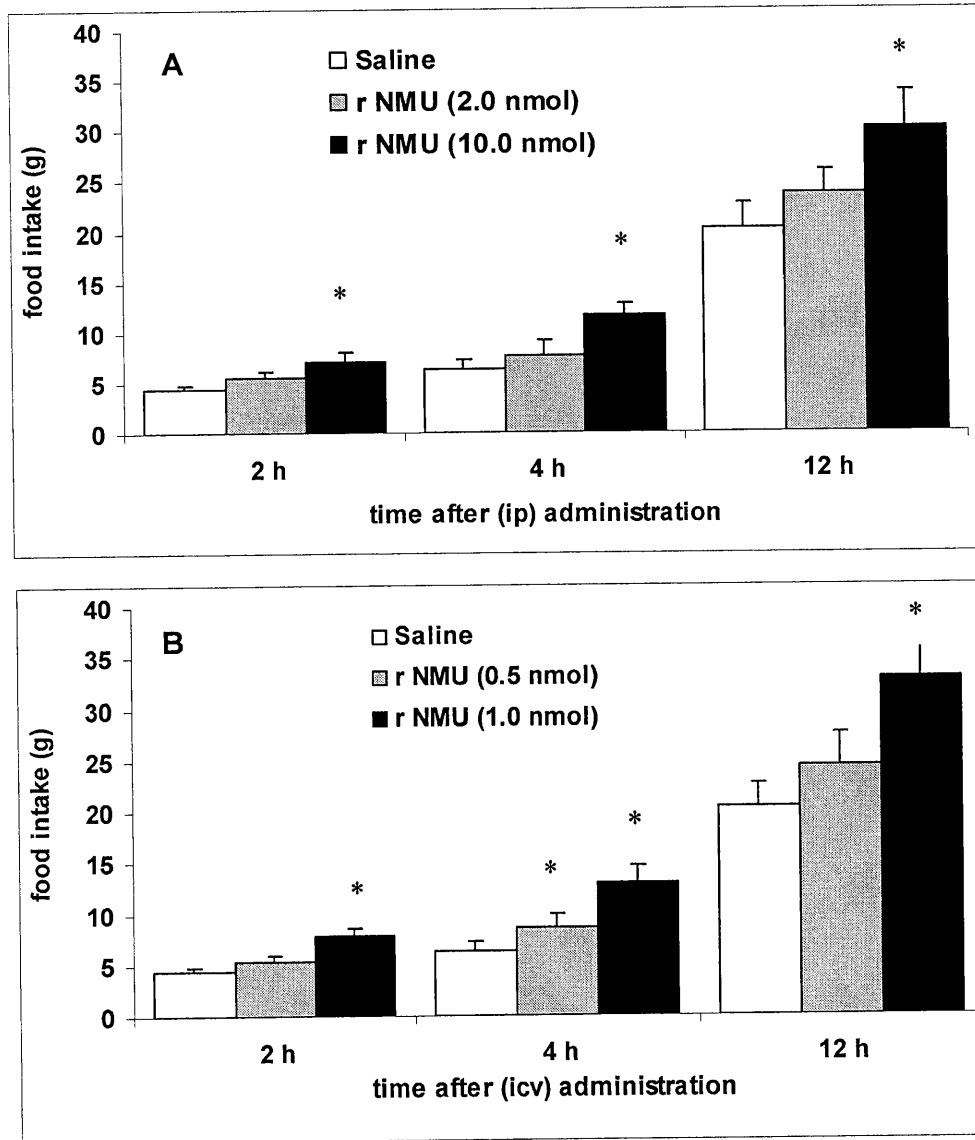 A
Saline
r NMU (2.0 nmol)
r NMU (10.0 nmol)
food intake (g)
40
35
30
25
20
15
10
5
0
*
*
*
2 h 4 h 12 h
time after (ip) administration
B
Saline
r NMU (0.5 nmol)
r NMU (1.0 nmol)
food intake (g)
40
35
30
25
20
15
10
5
0
*
*
*
*
2 h 4 h 12 h
time after (icv) administration